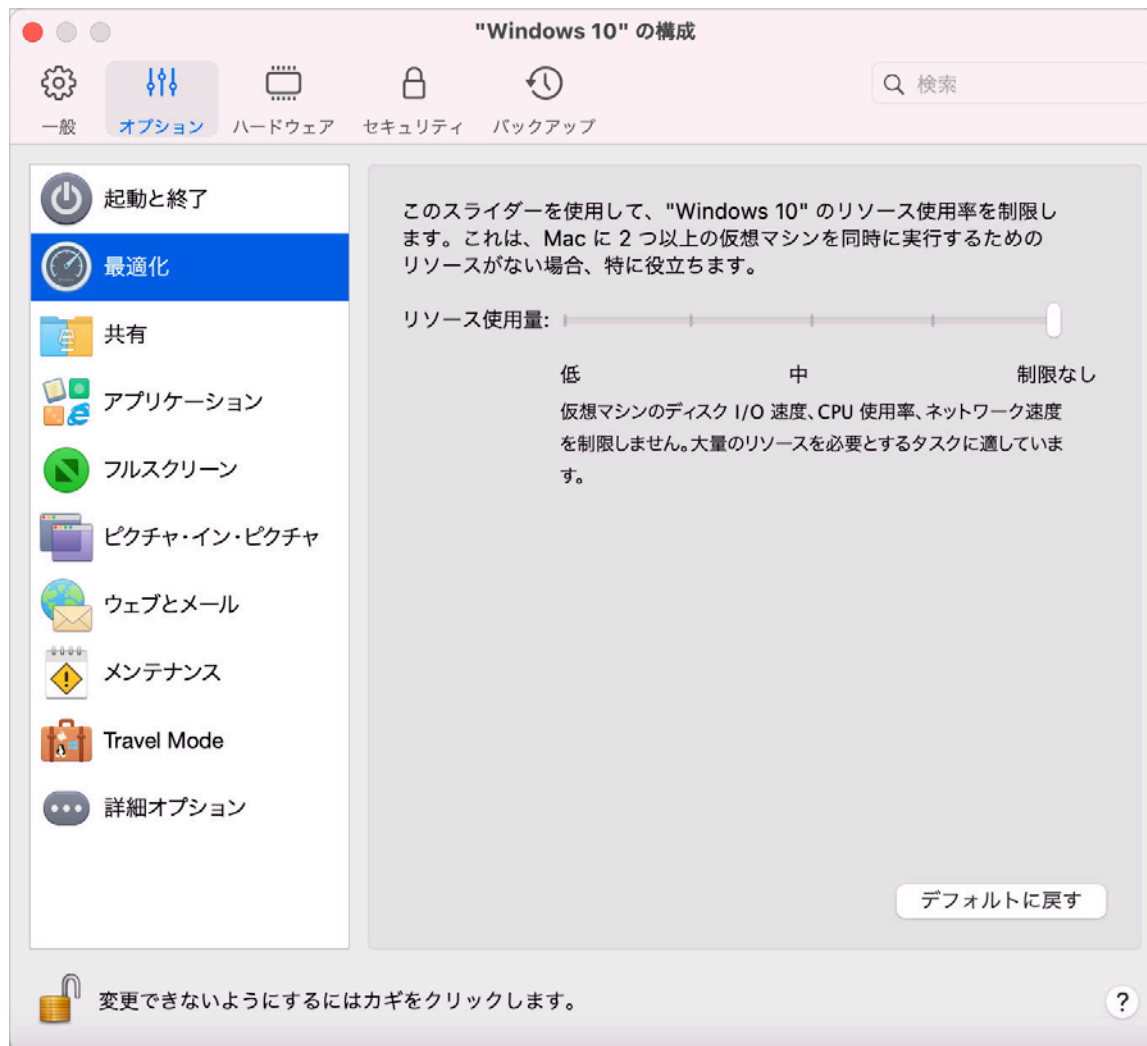 "Windows 10" の構成
一般
オプション
ハードウェア
セキュリティ
バックアップ
検索
起動と終了
最適化
共有
アプリケーション
フルスクリーン
ピクチャ・イン・ピクチャ
ウェブとメール
メンテナンス
Travel Mode
詳細オプション
このスライダーを使用して、"Windows 10" のリソース使用率を制限し
ます。これは、Mac に 2 つ以上の仮想マシンを同時に実行するための
リソースがない場合、特に役立ちます。
リソース使用量:
低
中
制限なし
仮想マシンのディスク I/O 速度、CPU 使用率、ネットワーク速度
を制限しません。大量のリソースを必要とするタスクに適していま
す。
デフォルトに戻す
変更できないようにするにはカギをクリックします。
?